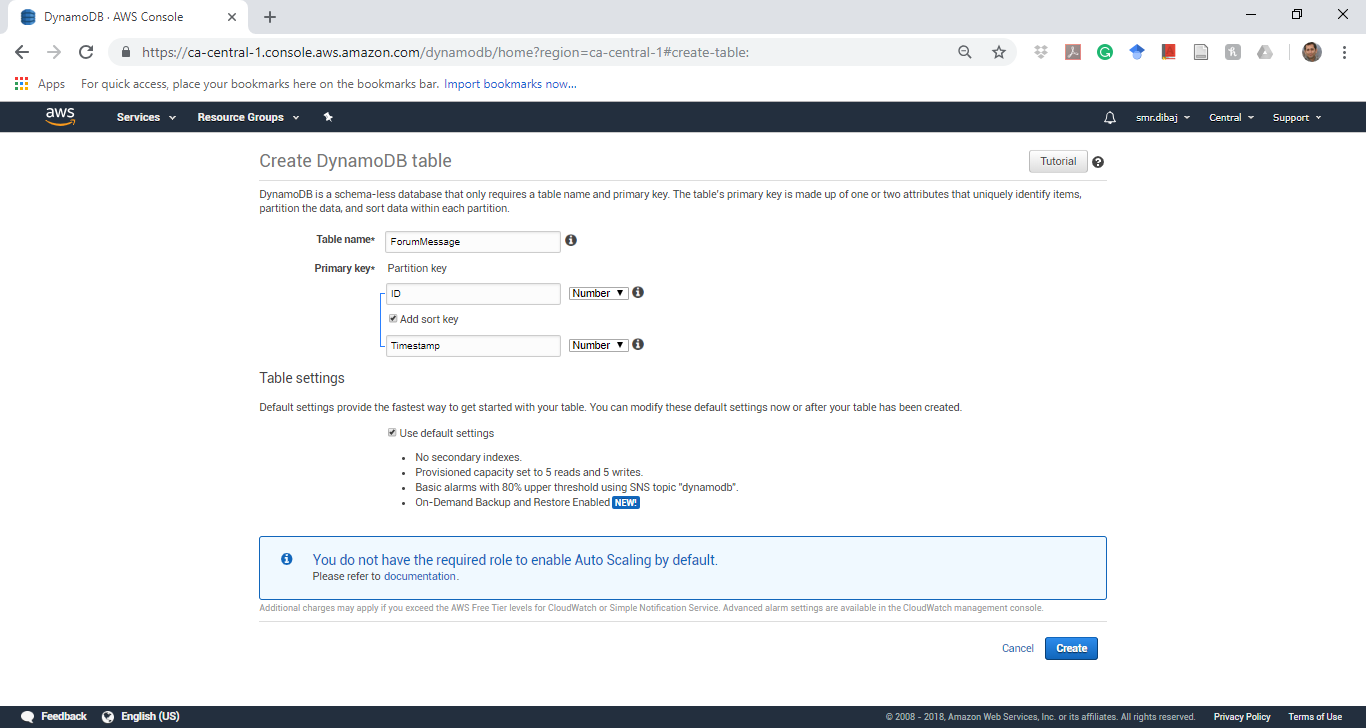 DynamoDB · AWS Console
https://ca-central-1.console.aws.amazon.com/dynamodb/home?region=ca-central-1#create-table:
Apps For quick access, place your bookmarks here on the bookmarks bar. Import bookmarks now...
aws Services Resource Groups smr.dibaj Central Support
Create DynamoDB table Tutorial
DynamoDB is a schema-less database that only requires a table name and primary key. The table's primary key is made up of one or two attributes that uniquely identify items,
partition the data, and sort data within each partition.
Table name* ForumMessage
Primary key* Partition key
ID Number
Add sort key
Timestamp Number
Table settings
Default settings provide the fastest way to get started with your table. You can modify these default settings now or after your table has been created.
Use default settings
No secondary indexes.
Provisioned capacity set to 5 reads and 5 writes.
Basic alarms with 80% upper threshold using SNS topic "dynamodb".
On-Demand Backup and Restore Enabled NEW!
You do not have the required role to enable Auto Scaling by default.
Please refer to documentation.
Additional charges may apply if you exceed the AWS Free Tier levels for CloudWatch or Simple Notification Service. Advanced alarm settings are available in the CloudWatch management console.
Cancel Create
Feedback English (US) © 2008 - 2018, Amazon Web Services, Inc. or its affiliates. All rights reserved. Privacy Policy Terms of Use